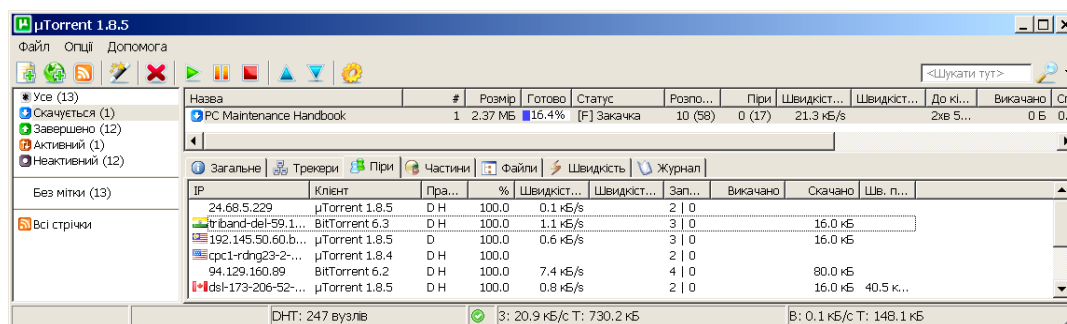 µTorrent 1.8.5
Файл Опції Допомога
<Шукати тут>
Усе (13)
Скачується (1)
Завершено (12)
Активний (1)
Неактивний (12)
Без мітки (13)
Всі стрічки
Назва # Розмір Готово Статус Розпо... Піри Швидкіст... Швидкіст... До кі... Викачано
PC Maintenance Handbook 1 2.37 МБ 16.4% [F] Закачка 10 (58) 0 (17) 21.3 кБ/s 2хв 5... 0 Б
Загальне Трекери Піри Частини Файли Швидкість Журнал
IP Клієнт Пра... % Швидкіст... Швидкіст... Зап... Викачано Скачано Шв. п...
24.68.5.229 µTorrent 1.8.5 D H 100.0 0.1 кБ/s 2 | 0
triband-del-59.1... BitTorrent 6.3 D H 100.0 1.1 кБ/s 3 | 0 16.0 кБ
192.145.50.60.b... µTorrent 1.8.5 D 100.0 0.6 кБ/s 3 | 0 16.0 кБ
cpc1-rdng23-2-... µTorrent 1.8.4 D H 100.0 2 | 0
94.129.160.89 BitTorrent 6.2 D H 100.0 7.4 кБ/s 4 | 0 80.0 кБ
dsl-173-206-52-... µTorrent 1.8.5 D H 100.0 0.8 кБ/s 2 | 0 16.0 кБ 40.5 к...
DHT: 247 вузлів З: 20.9 кБ/с Т: 730.2 кБ В: 0.1 кБ/с Т: 148.1 кБ